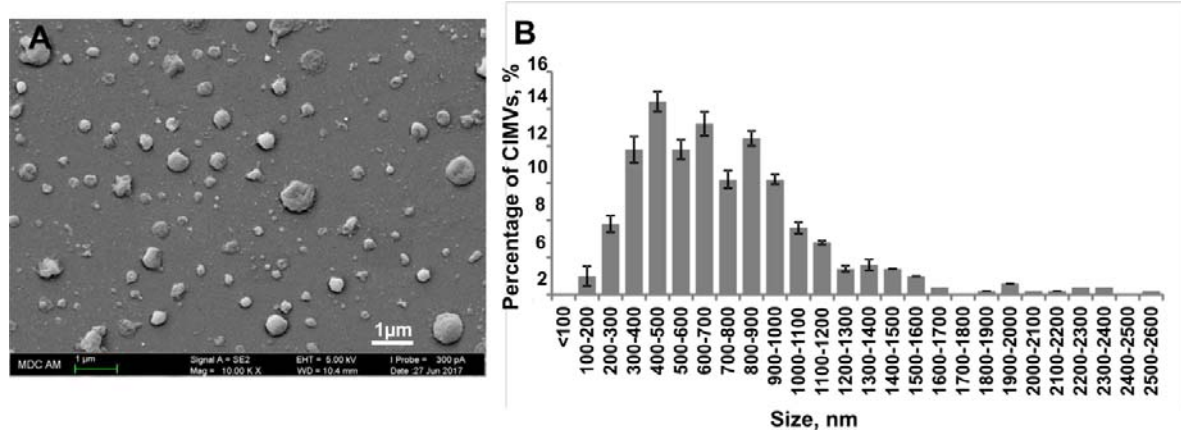 A
1µm
MDC AM
1 µm
Signal A = SE2
EHT = 5.00 kV
I Probe = 300 pA
Mag = 10.00 K X
WD = 10.4 mm
Date :27 Jun 2017
B
Percentage of CIMVs, %
16
14
12
10
8
6
4
2
<100
100-200
200-300
300-400
400-500
500-600
600-700
700-800
800-900
900-1000
1000-1100
1100-1200
1200-1300
1300-1400
1400-1500
1500-1600
1600-1700
1700-1800
1800-1900
1900-2000
2000-2100
2100-2200
2200-2300
2300-2400
2400-2500
2500-2600
Size, nm